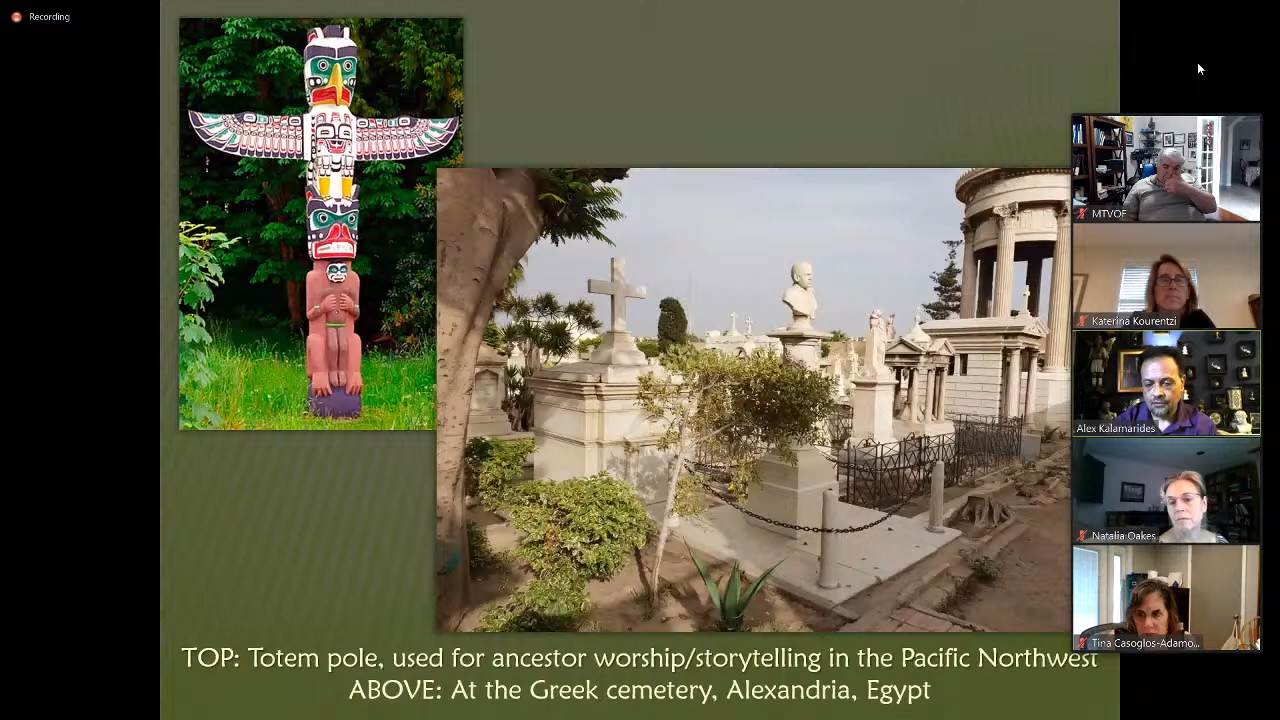 Recording
MTVOF
Katerina Kourentzi
Alex Kalamarides
Natalia Oakes
Tina Casoglos-Adamo...
TOP: Totem pole, used for ancestor worship/storytelling in the Pacific Northwest
ABOVE: At the Greek cemetery, Alexandria, Egypt